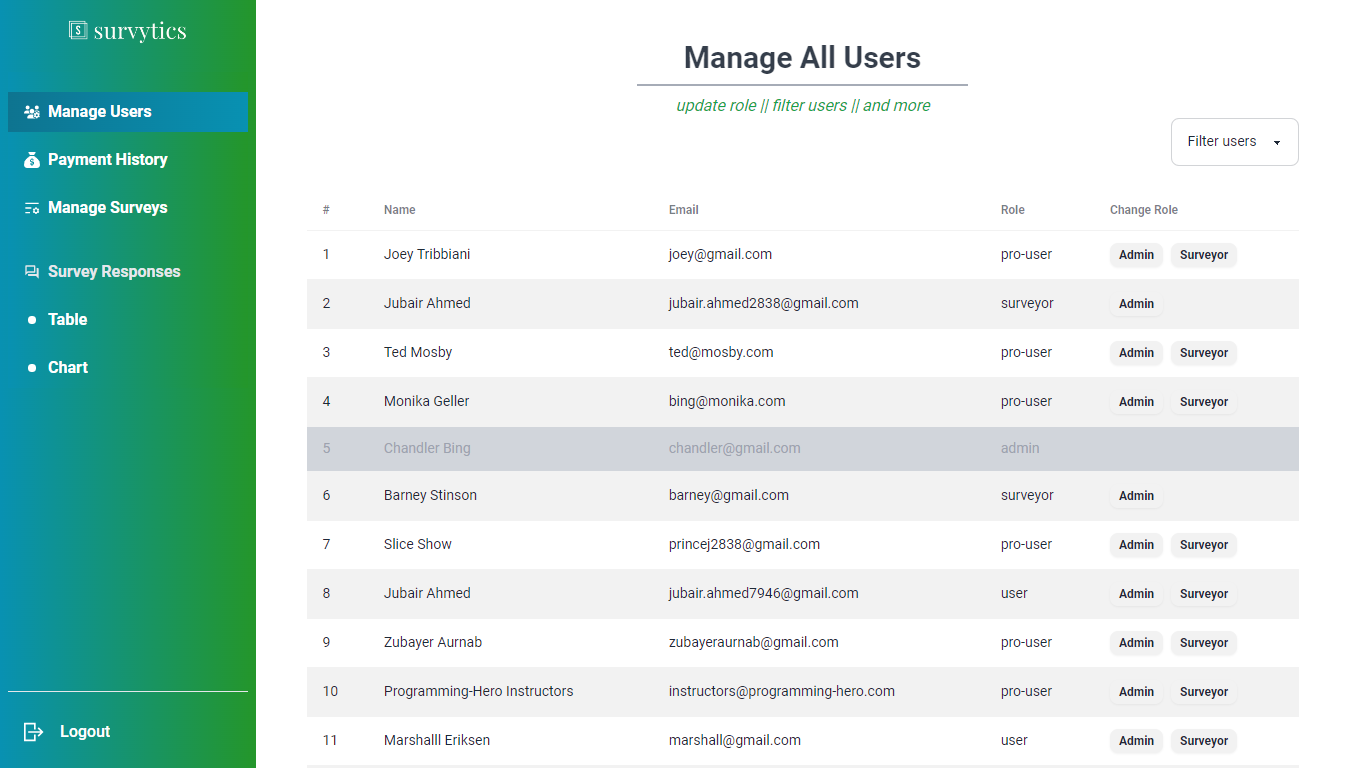 survytics
Manage Users
Payment History
Manage Surveys
Survey Responses
Table
Chart
Logout
Manage All Users
update role || filter users || and more
Filter users
# Name Email Role Change Role
1 Joey Tribbiani joey@gmail.com pro-user Admin Surveyor
2 Jubair Ahmed jubair.ahmed2838@gmail.com surveyor Admin
3 Ted Mosby ted@mosby.com pro-user Admin Surveyor
4 Monika Geller bing@monika.com pro-user Admin Surveyor
5 Chandler Bing chandler@gmail.com admin
6 Barney Stinson barney@gmail.com surveyor Admin
7 Slice Show princej2838@gmail.com pro-user Admin Surveyor
8 Jubair Ahmed jubair.ahmed7946@gmail.com user Admin Surveyor
9 Zubayer Aurnab zubayeraurnab@gmail.com pro-user Admin Surveyor
10 Programming-Hero Instructors instructors@programming-hero.com pro-user Admin Surveyor
11 Marshalll Eriksen marshall@gmail.com user Admin Surveyor